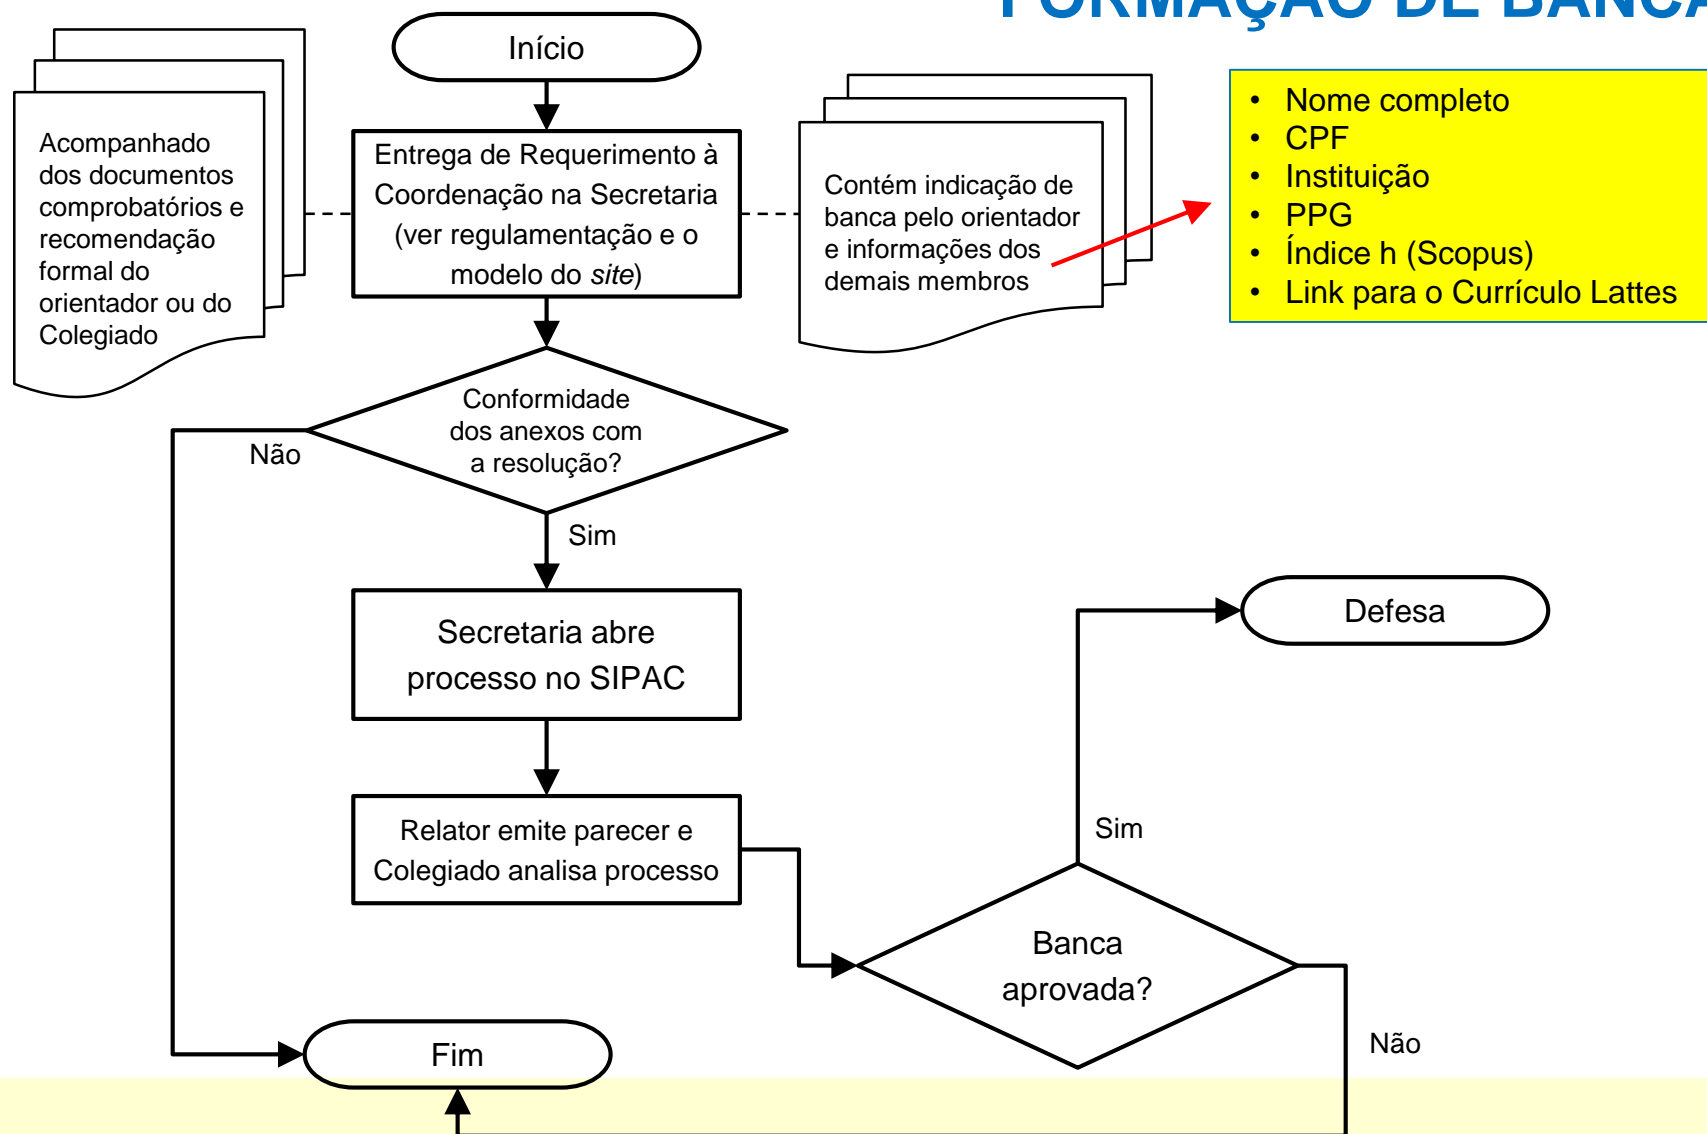 FORMAÇÃO DE BANCA
Início
Acompanhado
dos documentos
comprobatórios e
recomendação
formal do
orientador ou do
Colegiado
Entrega de Requerimento à
Coordenação na Secretaria
(ver regulamentação e o
modelo do site)
Contém indicação de
banca pelo orientador
e informações dos
demais membros
• Nome completo
• CPF
• Instituição
• PPG
• Índice h (Scopus)
• Link para o Currículo Lattes
Conformidade
dos anexos com
a resolução?
Não
Sim
Secretaria abre
processo no SIPAC
Defesa
Relator emite parecer e
Colegiado analisa processo
Sim
Banca
aprovada?
Não
Fim